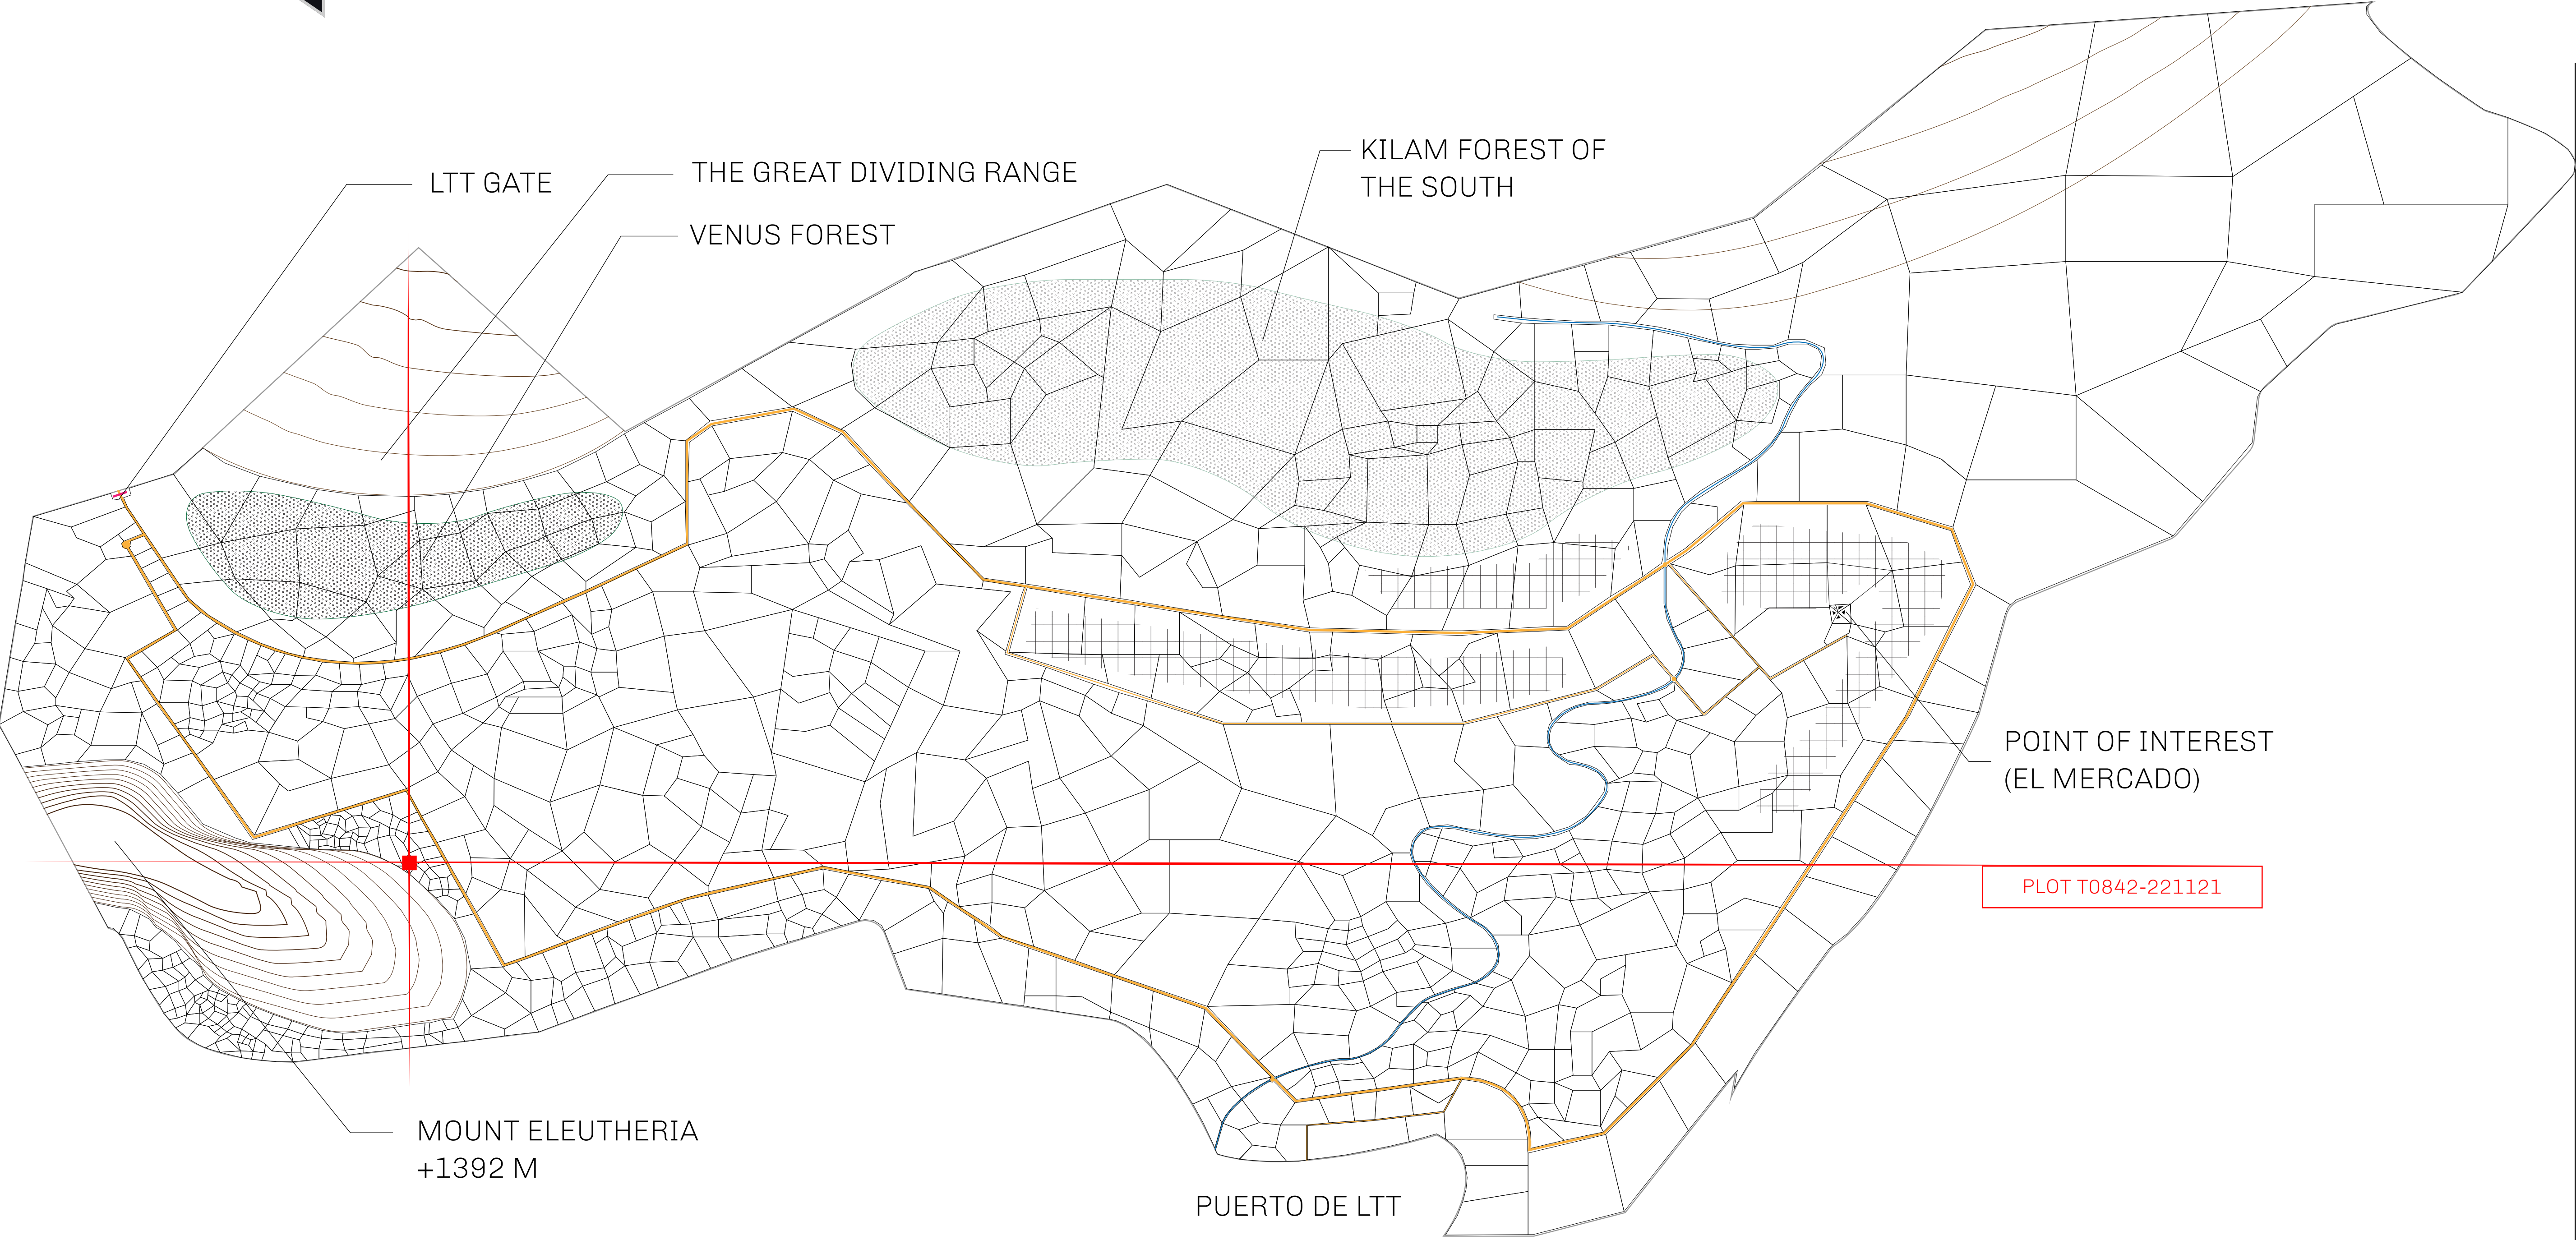 LTT GATE
THE GREAT DIVIDING RANGE
VENUS FOREST
KILAM FOREST OF
THE SOUTH
POINT OF INTEREST
(EL MERCADO)
PLOT T0842-221121
MOUNT ELEUTHERIA
+1392 M
PUERTO DE LTT